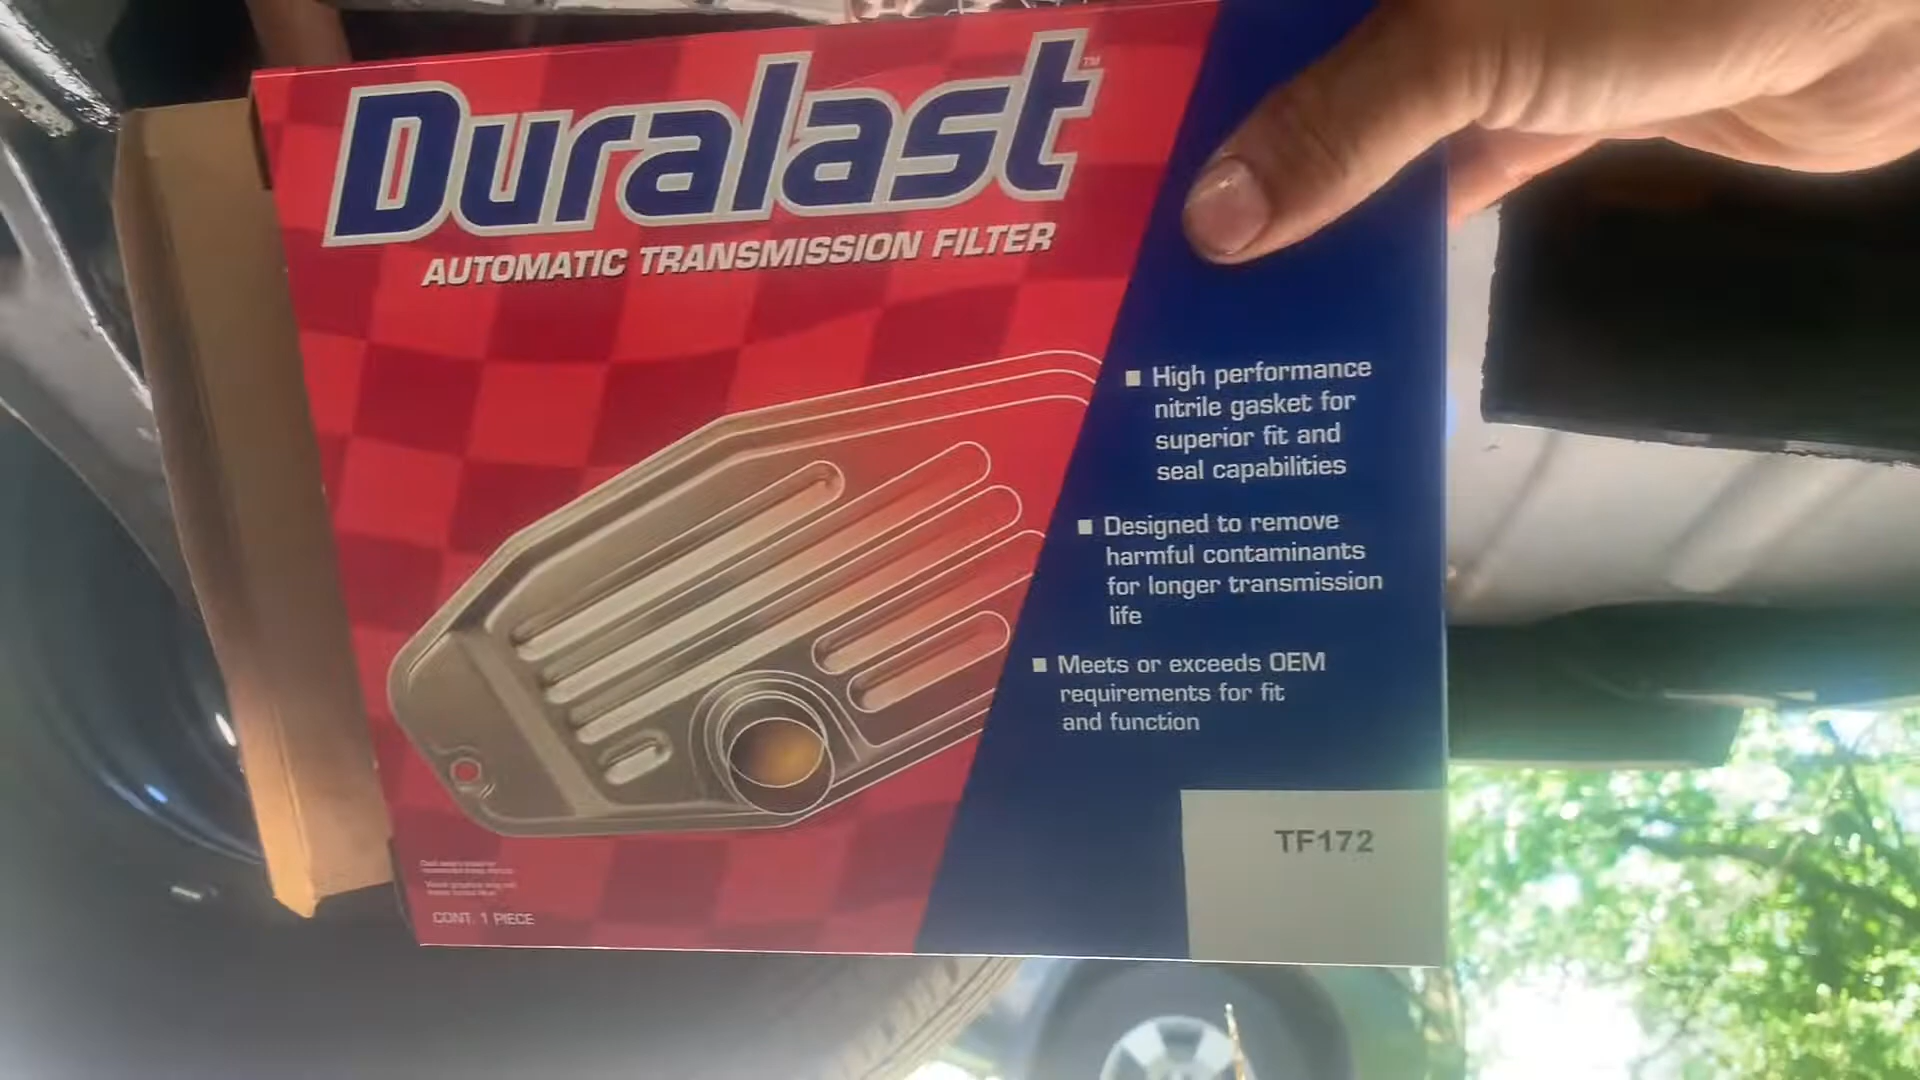 Duralast™
AUTOMATIC TRANSMISSION FILTER
■ High performance
nitrile gasket for
superior fit and
seal capabilities
■ Designed to remove
harmful contaminants
for longer transmission
life
■ Meets or exceeds OEM
requirements for fit
and function
TF172
CONT. 1 PIECE